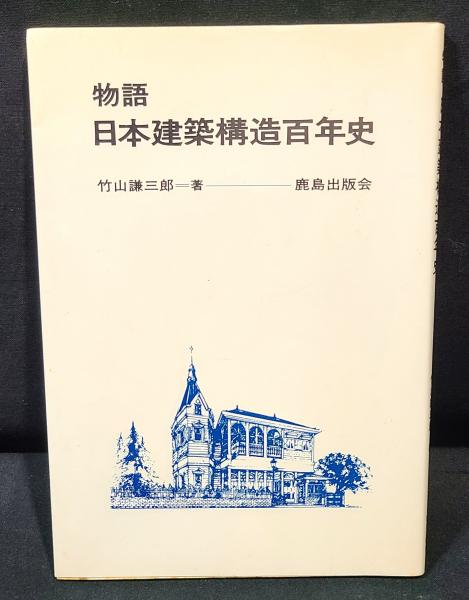 物語
日本建築構造百年史
竹山謙三郎＝著———鹿島出版会